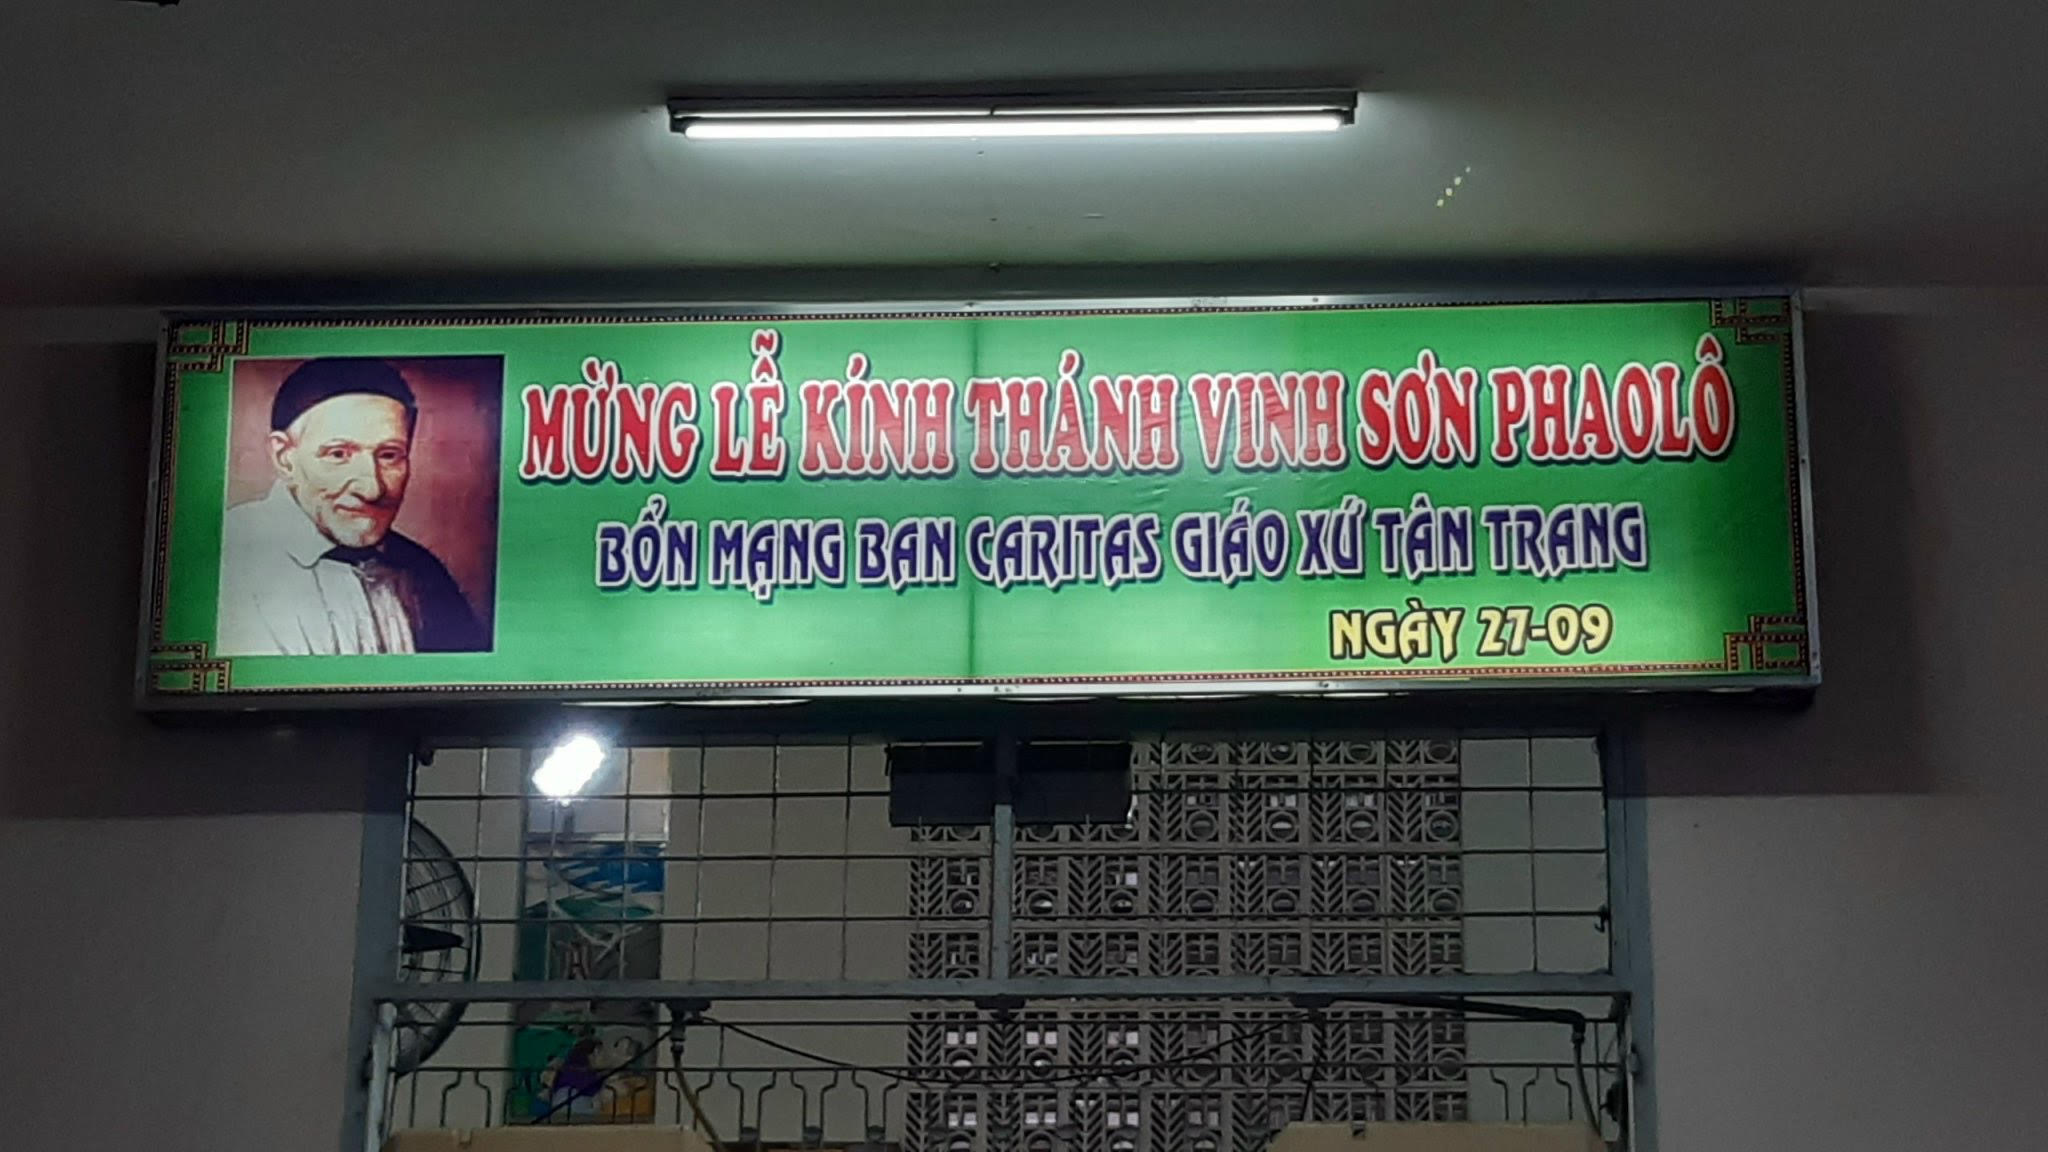 MỪNG LỄ KÍNH THÁNH VINH SƠN PHAOLÔ
BỔN MẠNG BAN CARITAS GIÁO XỨ TÂN TRANG
NGÀY 27-09